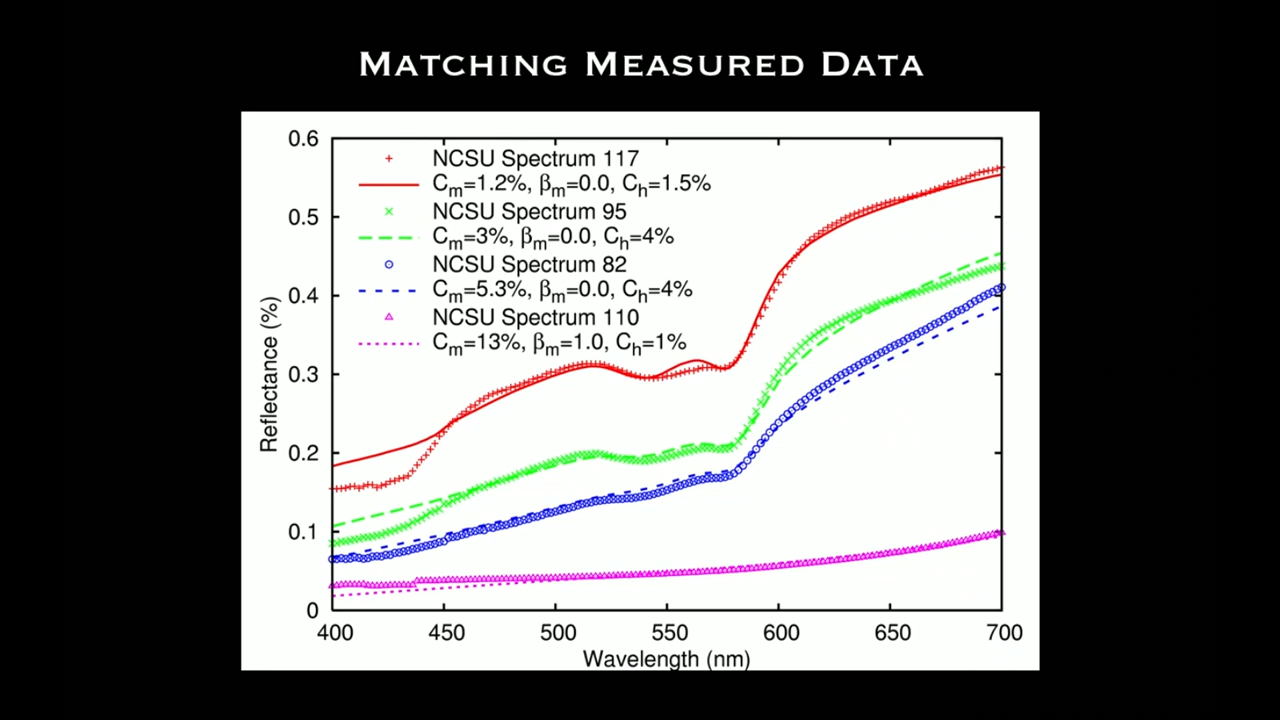 MATCHING MEASURED DATA
0.6
0.5
0.4
0.3
0.2
0.1
0
Reflectance (%)
NCSU Spectrum 117
Cm=1.2%, βm=0.0, Ch=1.5%
NCSU Spectrum 95
Cm=3%, βm=0.0, Ch=4%
NCSU Spectrum 82
Cm=5.3%, βm=0.0, Ch=4%
NCSU Spectrum 110
Cm=13%, βm=1.0, Ch=1%
400 450 500 550 600 650 700
Wavelength (nm)